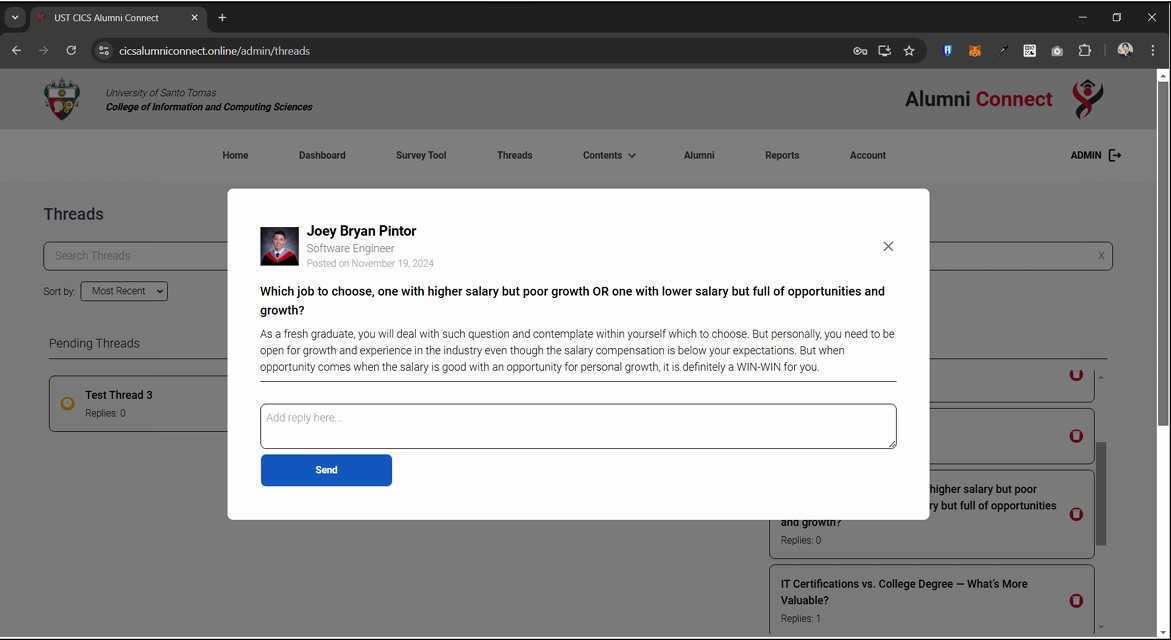 UST CICS Alumni Connect
cicsalumniconnect.online/admin/threads
University of Santo Tomas
College of Information and Computing Sciences
Alumni Connect
Home
Dashboard
Survey Tool
Threads
Contents
Alumni
Reports
Account
ADMIN
Threads
Search Threads
X
Sort by:
Most Recent
Pending Threads
Test Thread 3
Replies: 0
Joey Bryan Pintor
Software Engineer
Posted on November 19, 2024
Which job to choose, one with higher salary but poor growth OR one with lower salary but full of opportunities and
growth?
As a fresh graduate, you will deal with such question and contemplate within yourself which to choose. But personally, you need to be
open for growth and experience in the industry even though the salary compensation is below your expectations. But when
opportunity comes when the salary is good with an opportunity for personal growth, it is definitely a WIN-WIN for you.
Add reply here...
Send
higher salary but poor
ry but full of opportunities
and growth?
Replies: 0
IT Certifications vs. College Degree — What's More
Valuable?
Replies: 1